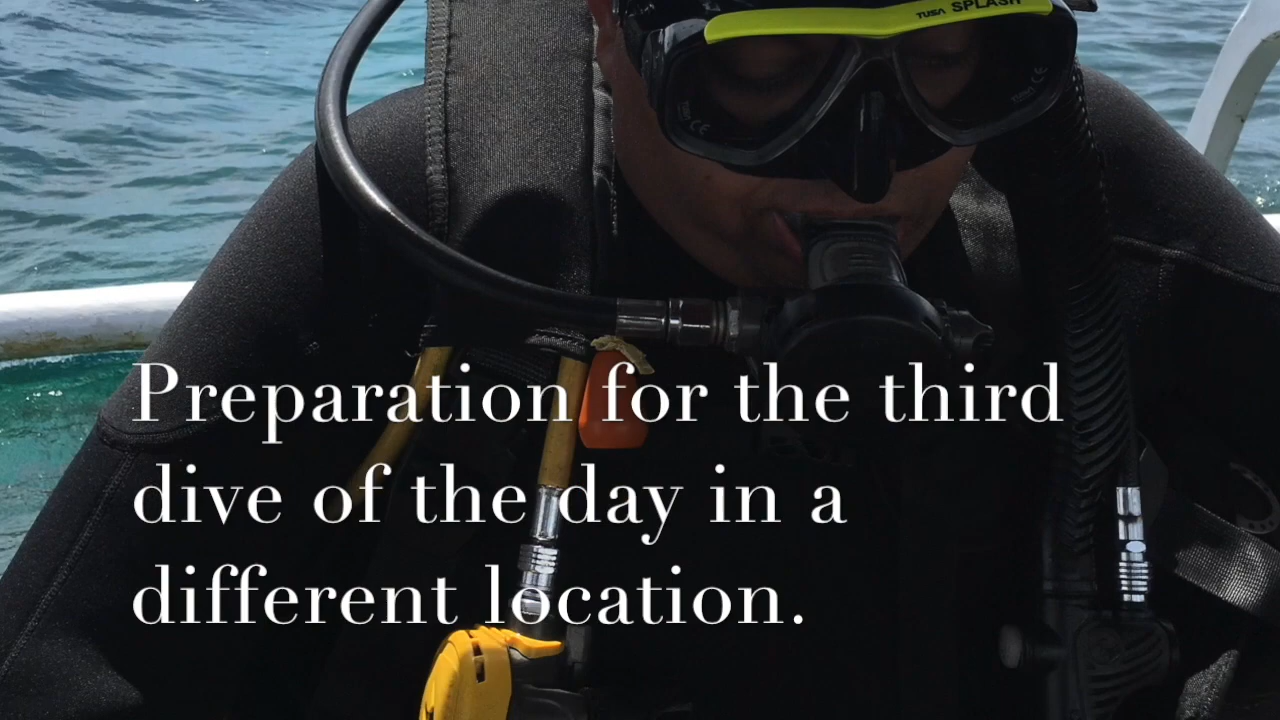 TUSA SPLASH
Preparation for the third
dive of the day in a
different location.